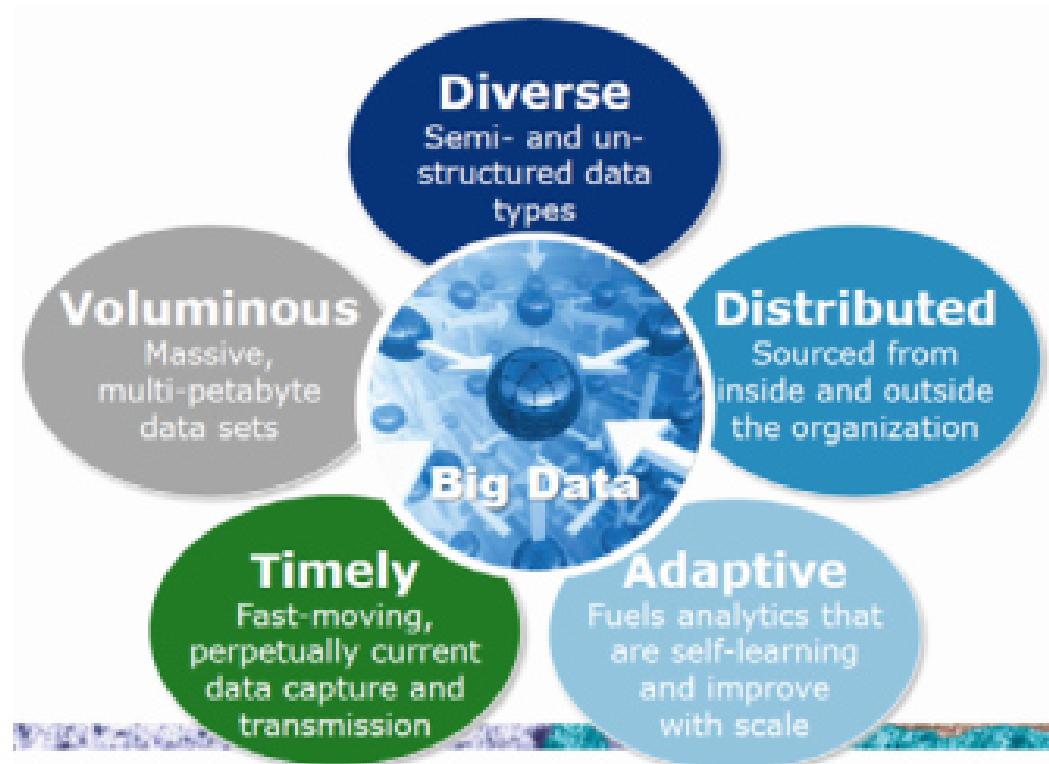 Diverse
Semi- and un-
structured data
types
Voluminous
Massive,
multi-petabyte
data sets
Distributed
Sourced from
inside and outside
the organization
Big Data
Timely
Fast-moving,
perpetually current
data capture and
transmission
Adaptive
Fuels analytics that
are self-learning
and improve
with scale